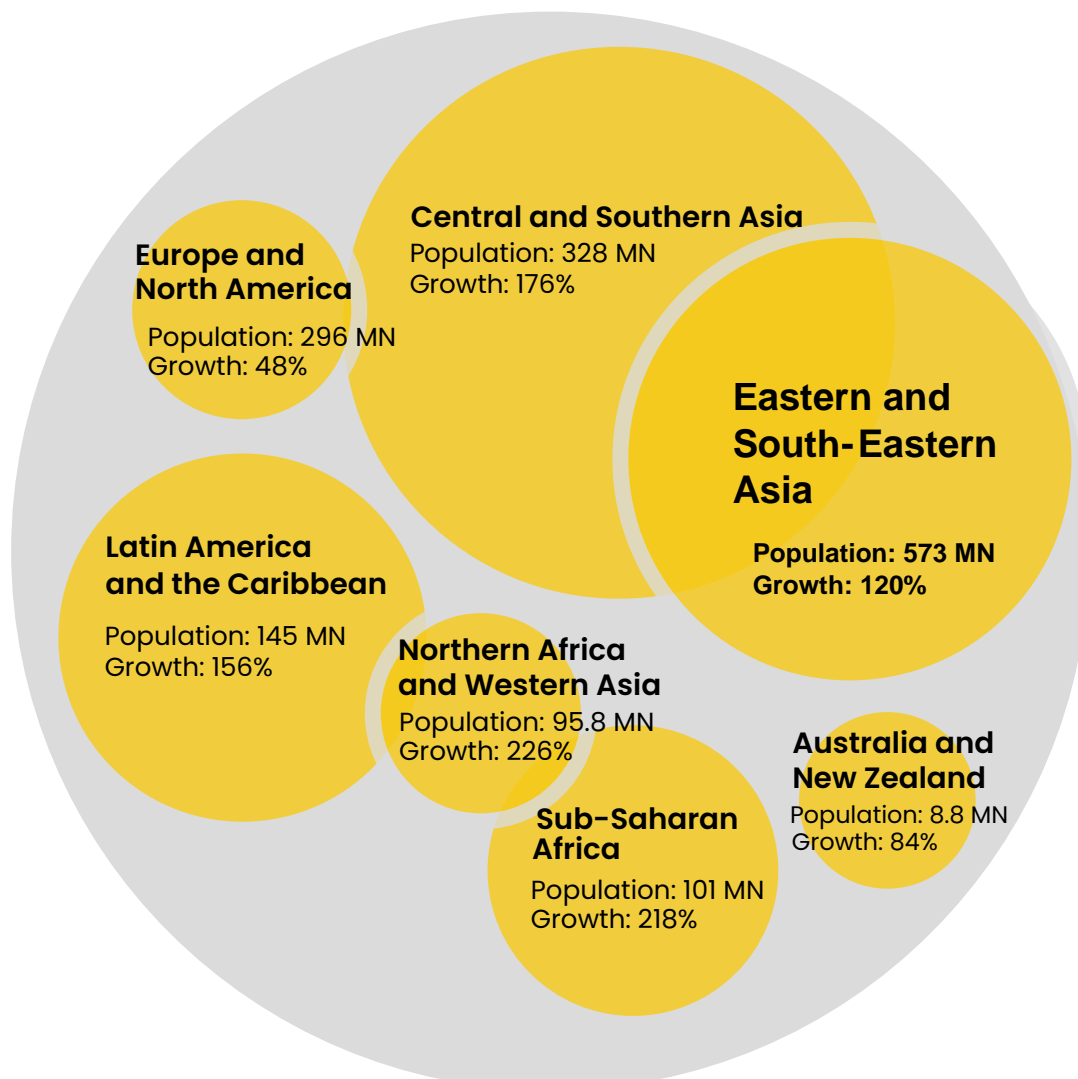 Central and Southern Asia
Population: 328 MN
Growth: 176%
Europe and
North America
Population: 296 MN
Growth: 48%
Eastern and
South-Eastern
Asia
Population: 573 MN
Growth: 120%
Latin America
and the Caribbean
Population: 145 MN
Growth: 156%
Northern Africa
and Western Asia
Population: 95.8 MN
Growth: 226%
Australia and
New Zealand
Population: 8.8 MN
Growth: 84%
Sub-Saharan
Africa
Population: 101 MN
Growth: 218%